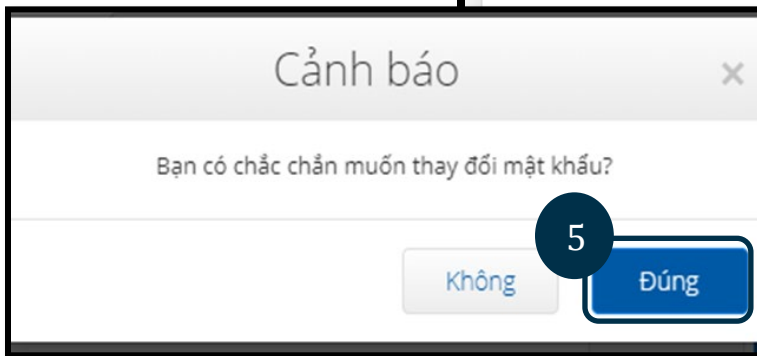 Cảnh báo
×
Bạn có chắc chắn muốn thay đổi mật khẩu?
5
Không
Đúng